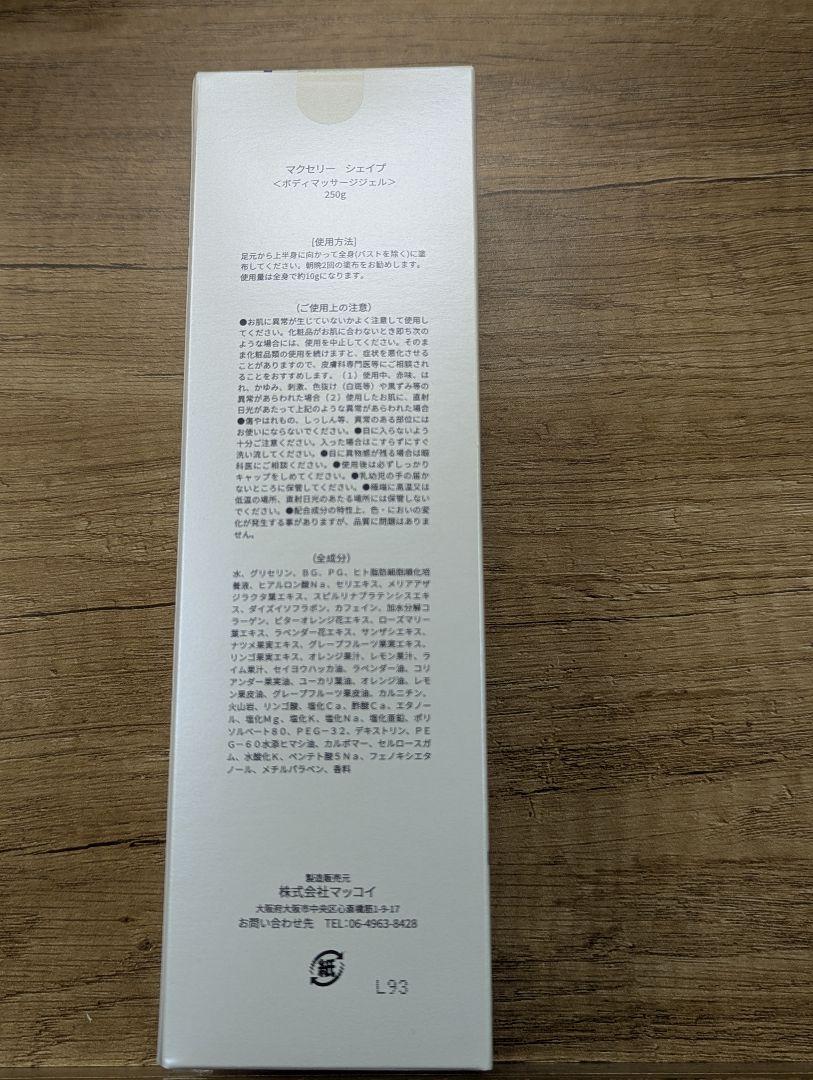 マクセリー　シェイプ
＜ボディマッサージジェル＞
250g
[使用方法]
足元から上半身に向かって全身(バストを除く)に塗
布してください。朝晩2回の塗布をお勧めします。
使用量は全身で約10gになります。
(ご使用上の注意)
●お肌に異常が生じていないかよく注意して使用し
てください。化粧品がお肌に合わないとき即ち次の
ような場合には、使用を中止してください。そのま
ま化粧品類の使用を続けますと、症状を悪化させる
ことがありますので、皮膚科専門医等にご相談され
ることをおすすめします。（１）使用中、赤味、は
れ、かゆみ、刺激、色抜け（白斑等）や黒ずみ等の
異常があらわれた場合（２）使用したお肌に、直射
日光があたって上記のような異常があらわれた場合
●傷やはれもの、しっしん等、異常のある部位には
お使いにならないでください。●目に入らないよう
十分ご注意ください。入った場合はこすらずにすぐ
洗い流してください。●目に異物感が残る場合は眼
科医にご相談ください。●使用後は必ずしっかり
キャップをしめてください。●乳幼児の手の届か
ないところに保管してください。●極端に高温又は
低温の場所、直射日光のあたる場所には保管しない
でください。●配合成分の特性上、色・においの変
化が発生する事がありますが、品質に問題はありま
せん。
(全成分)
水、グリセリン、ＢＧ、ＰＧ、ヒト脂肪細胞順化培
養液、ヒアルロン酸Ｎａ、セリエキス、メリアアザ
ジラクタ葉エキス、スピルリナプラテンシスエキ
ス、ダイズイソフラボン、カフェイン、加水分解コ
ラーゲン、ビターオレンジ花エキス、ローズマリー
葉エキス、ラベンダー花エキス、サンザシエキス、
ナツメ果実エキス、グレープフルーツ果実エキス、
リンゴ果実エキス、オレンジ果汁、レモン果汁、ラ
イム果汁、セイヨウハッカ油、ラベンダー油、コリ
アンダー果実油、ユーカリ葉油、オレンジ油、レモ
ン果皮油、グレープフルーツ果皮油、カルニチン、
火山岩、リンゴ酸、塩化Ｃａ、酢酸Ｃａ、エタノー
ル、塩化Ｍｇ、塩化Ｋ、塩化Ｎａ、塩化亜鉛、ポリ
ソルベート８０、ＰＥＧ－３２、デキストリン、ＰＥ
Ｇ－６０水添ヒマシ油、カルボマー、セルロースガ
ム、水酸化Ｋ、ペンテト酸５Ｎａ、フェノキシエタ
ノール、メチルパラベン、香料
製造販売元
株式会社マッコイ
大阪府大阪市中央区心斎橋筋1-9-17
お問い合わせ先　TEL:06-4963-8428
紙
L93